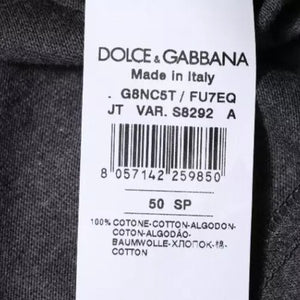 DOLCE & GABBANA
Made in Italy
. G8NC5T / FU7EQ
JT VAR. S8292 A
8 057142 259850
50 SP
100% COTONE-COTTON-ALGODON-
COTON-ALGODÃO-
BAUMWOLLE-ХЛОПОК-棉-
COTTON